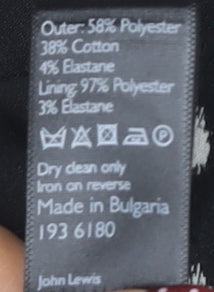 Outer: 58% Polyester
38% Cotton
4% Elastane
Lining: 97% Polyester
3% Elastane
P
Dry clean only
Iron on reverse
Made in Bulgaria
193 6180
John Lewis